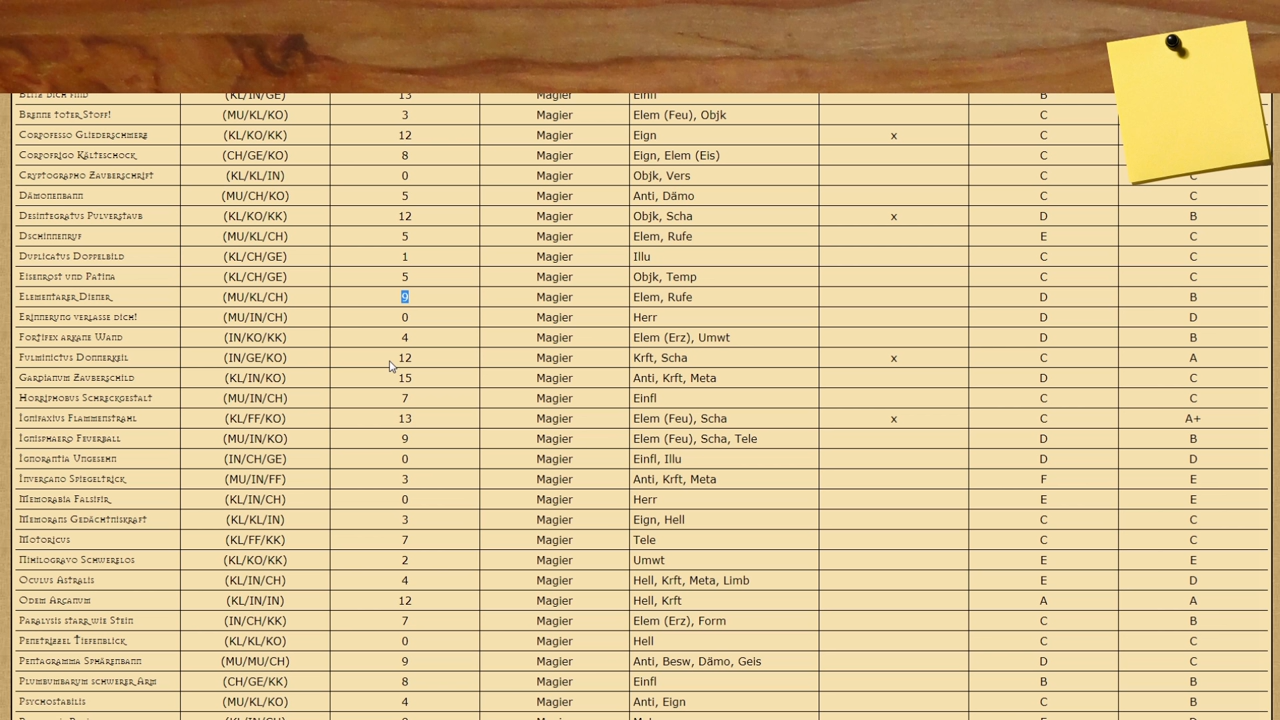 Blitz dich find (KL/IN/GE) 13 Magier Einfl B
Brenne toter Stoff! (MU/KL/KO) 3 Magier Elem (Feu), Objk C
Corpofesso Gliederschmerz (KL/KO/KK) 12 Magier Eign x C
Corpofrigo Kälteschock (CH/GE/KO) 8 Magier Eign, Elem (Eis) C
Cryptographo Zauberschrift (KL/KL/IN) 0 Magier Objk, Vers C C
Dämonenbann (MU/CH/KO) 5 Magier Anti, Dämo C C
Desintegratus Pulverstaub (KL/KO/KK) 12 Magier Objk, Scha x D B
Dschinnenruf (MU/KL/CH) 5 Magier Elem, Rufe E C
Duplicatus Doppelbild (KL/CH/GE) 1 Magier Illu C C
Eisenrost und Patina (KL/CH/GE) 5 Magier Objk, Temp C C
Elementarer Diener (MU/KL/CH) 9 Magier Elem, Rufe D B
Erinnerung verlasse dich! (MU/IN/CH) 0 Magier Herr D D
Fortifex arkane Wand (IN/KO/KK) 4 Magier Elem (Erz), Umwt D B
Fulminictus Donnerkeil (IN/GE/KO) 12 Magier Krft, Scha x C A
Gardianum Zauberschild (KL/IN/KO) 15 Magier Anti, Krft, Meta D C
Horriphobus Schreckgestalt (MU/IN/CH) 7 Magier Einfl C C
Ignifaxius Flammenstrahl (KL/FF/KO) 13 Magier Elem (Feu), Scha x C A+
Ignisphaero Feuerball (MU/IN/KO) 9 Magier Elem (Feu), Scha, Tele D B
Ignorantia Ungesehn (IN/CH/GE) 0 Magier Einfl, Illu D D
Invercano Spiegeltrick (MU/IN/FF) 3 Magier Anti, Krft, Meta F E
Memorabia Falsifir (KL/IN/CH) 0 Magier Herr E E
Memorans Gedächtniskraft (KL/KL/IN) 3 Magier Eign, Hell C C
Motoricus (KL/FF/KK) 7 Magier Tele C C
Nihilogravo Schwerelos (KL/KO/KK) 2 Magier Umwt E E
Oculus Astralis (KL/IN/CH) 4 Magier Hell, Krft, Meta, Limb E D
Odem Arcanum (KL/IN/IN) 12 Magier Hell, Krft A A
Paralysis starr wie Stein (IN/CH/KK) 7 Magier Elem (Erz), Form C B
Penetrizzel Tiefenblick (KL/KL/KO) 0 Magier Hell C C
Pentagramma Sphärenbann (MU/MU/CH) 9 Magier Anti, Besw, Dämo, Geis D C
Plumbumbarum schwerer Arm (CH/GE/KK) 8 Magier Einfl B B
Psychostabilis (MU/KL/KO) 4 Magier Anti, Eign C B